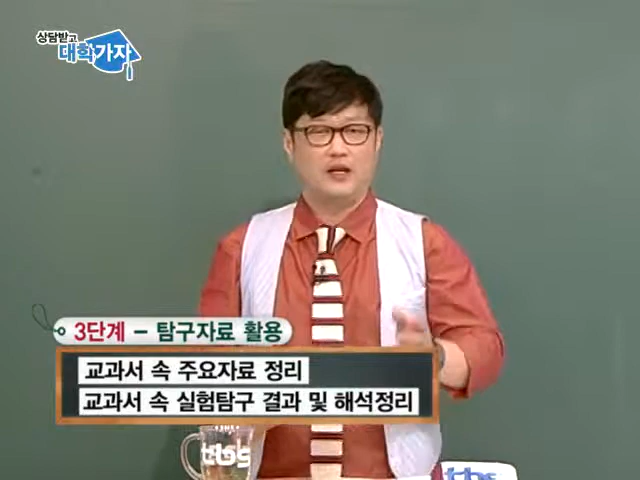 상담받고
대학가자
3단계 - 탐구자료 활용
교과서 속 주요자료 정리
교과서 속 실험탐구 결과 및 해석정리
tbs
tbs